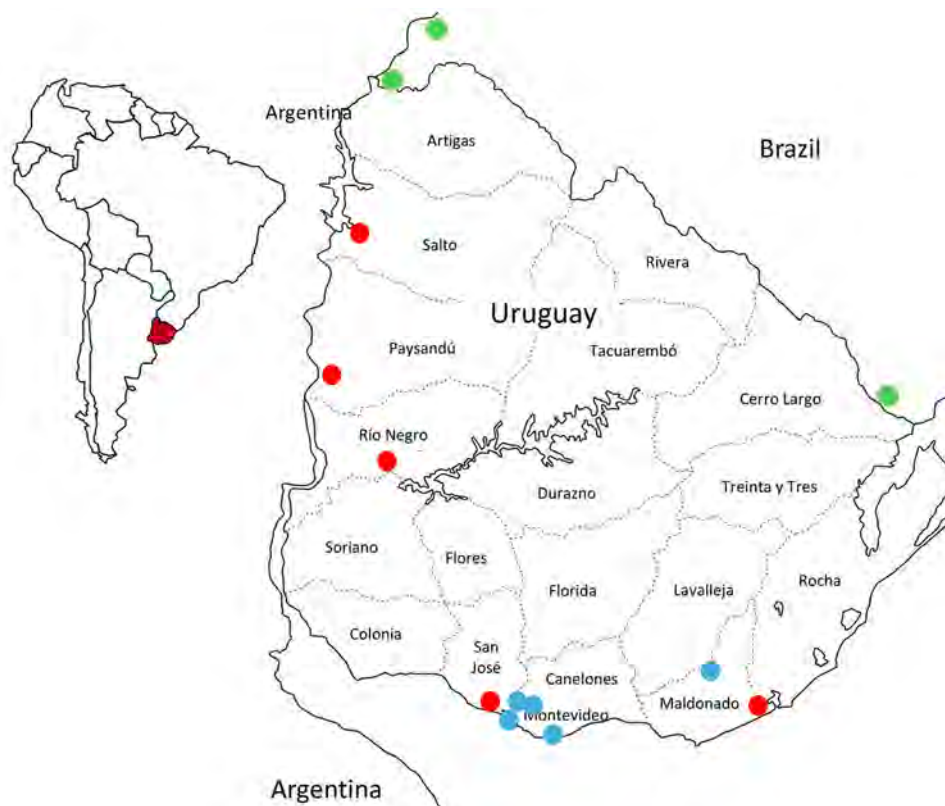 Argentina
Artigas
Brazil
Salto
Rivera
Uruguay
Paysandú
Tacuarembó
Cerro Largo
Río Negro
Durazno
Treinta y Tres
Soriano
Flores
Florida
Lavalleja
Rocha
Colonia
San
José
Canelones
Maldonado
Montevideo
Argentina